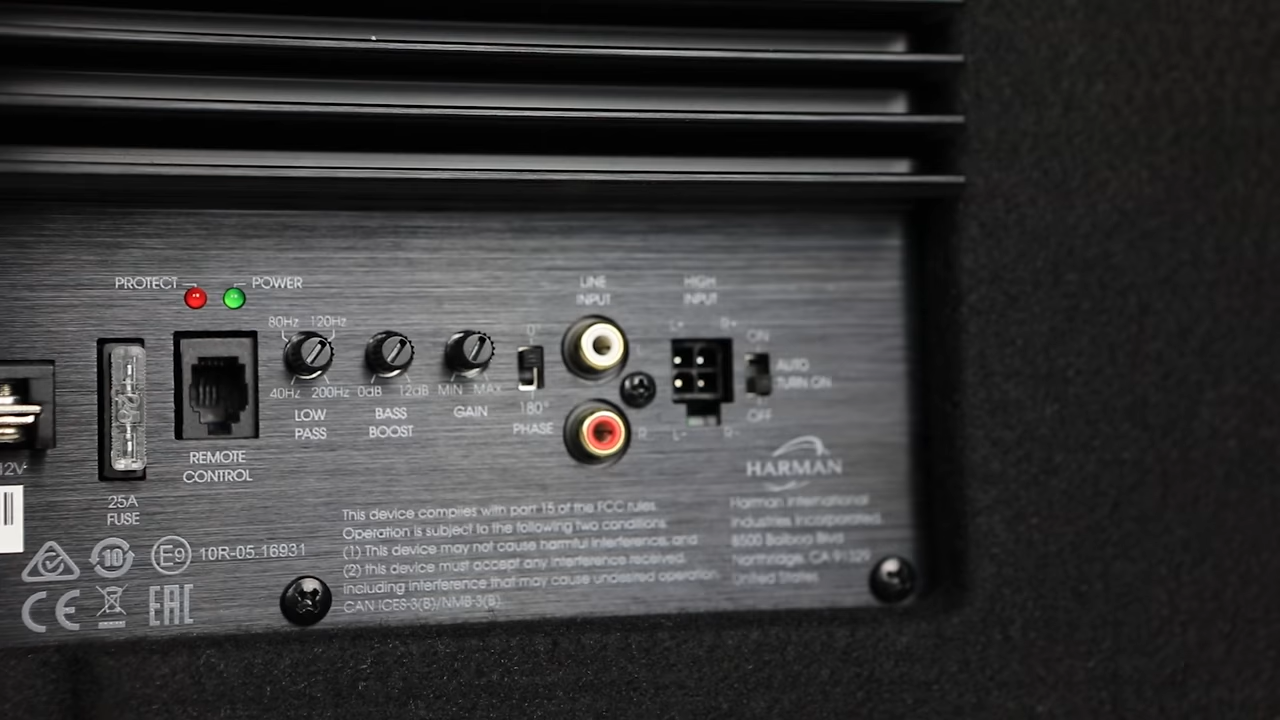 PROTECT
POWER
80Hz 120Hz
40Hz 200Hz
LOW
PASS
0dB 12dB
BASS
BOOST
MIN MAX
GAIN
0°
180°
PHASE
LINE
INPUT
R
HIGH
INPUT
L+ R+
L- R-
ON
AUTO
TURN ON
OFF
12V
25A
FUSE
REMOTE
CONTROL
HARMAN
Harman International
Industries Incorporated.
8500 Balboa Blvd
Northridge, CA 91329
United States
This device complies with part 15 of the FCC rules.
Operation is subject to the following two conditions:
(1) This device may not cause harmful interference, and
(2) this device must accept any interference received,
including interference that may cause undesired operation.
CAN ICES-3(B)/NMB-3(B)
10
E9 10R-05.16931
CE
EAC